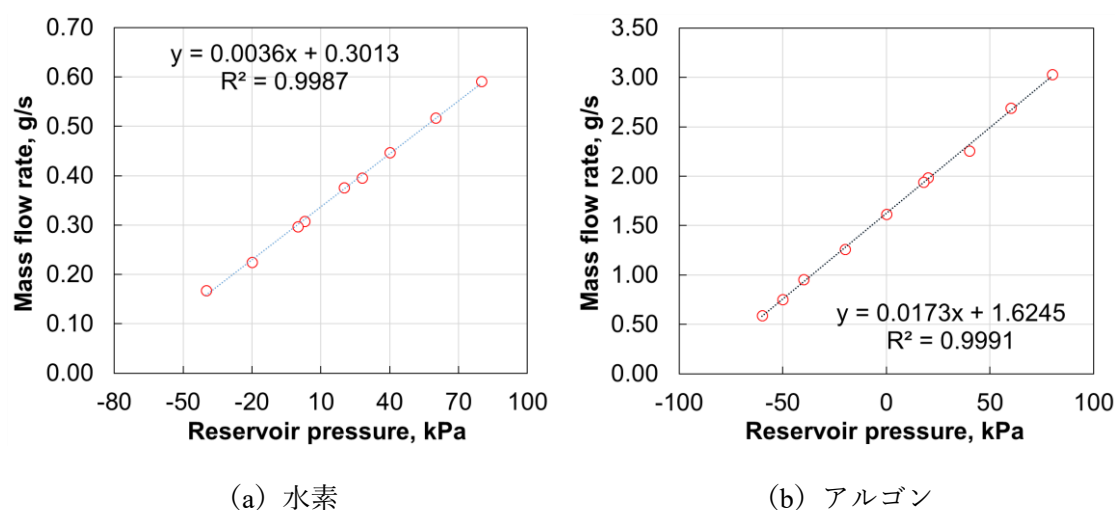 0.70
0.60
0.50
0.40
0.30
0.20
0.10
0.00
Mass flow rate, g/s
y = 0.0036x + 0.3013
R² = 0.9987
-80 -50 -20 10 40 70 100
Reservoir pressure, kPa
(a) 水素
3.50
3.00
2.50
2.00
1.50
1.00
0.50
0.00
Mass flow rate, g/s
y = 0.0173x + 1.6245
R² = 0.9991
-100 -50 0 50 100
Reservoir pressure, kPa
(b) アルゴン